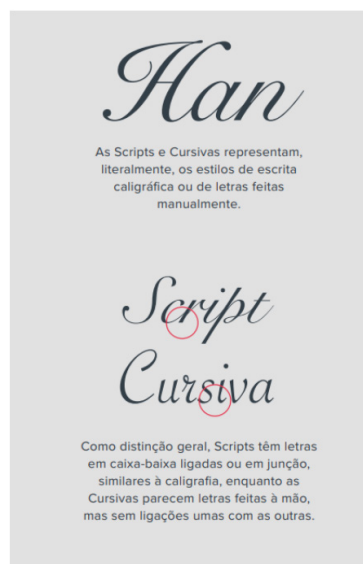 Han
As Scripts e Cursivas representam,
literalmente, os estilos de escrita
caligráfica ou de letras feitas
manualmente.
Script
Cursiva
Como distinção geral, Scripts têm letras
em caixa-baixa ligadas ou em junção,
similares à caligrafia, enquanto as
Cursivas parecem letras feitas à mão,
mas sem ligações umas com as outras.